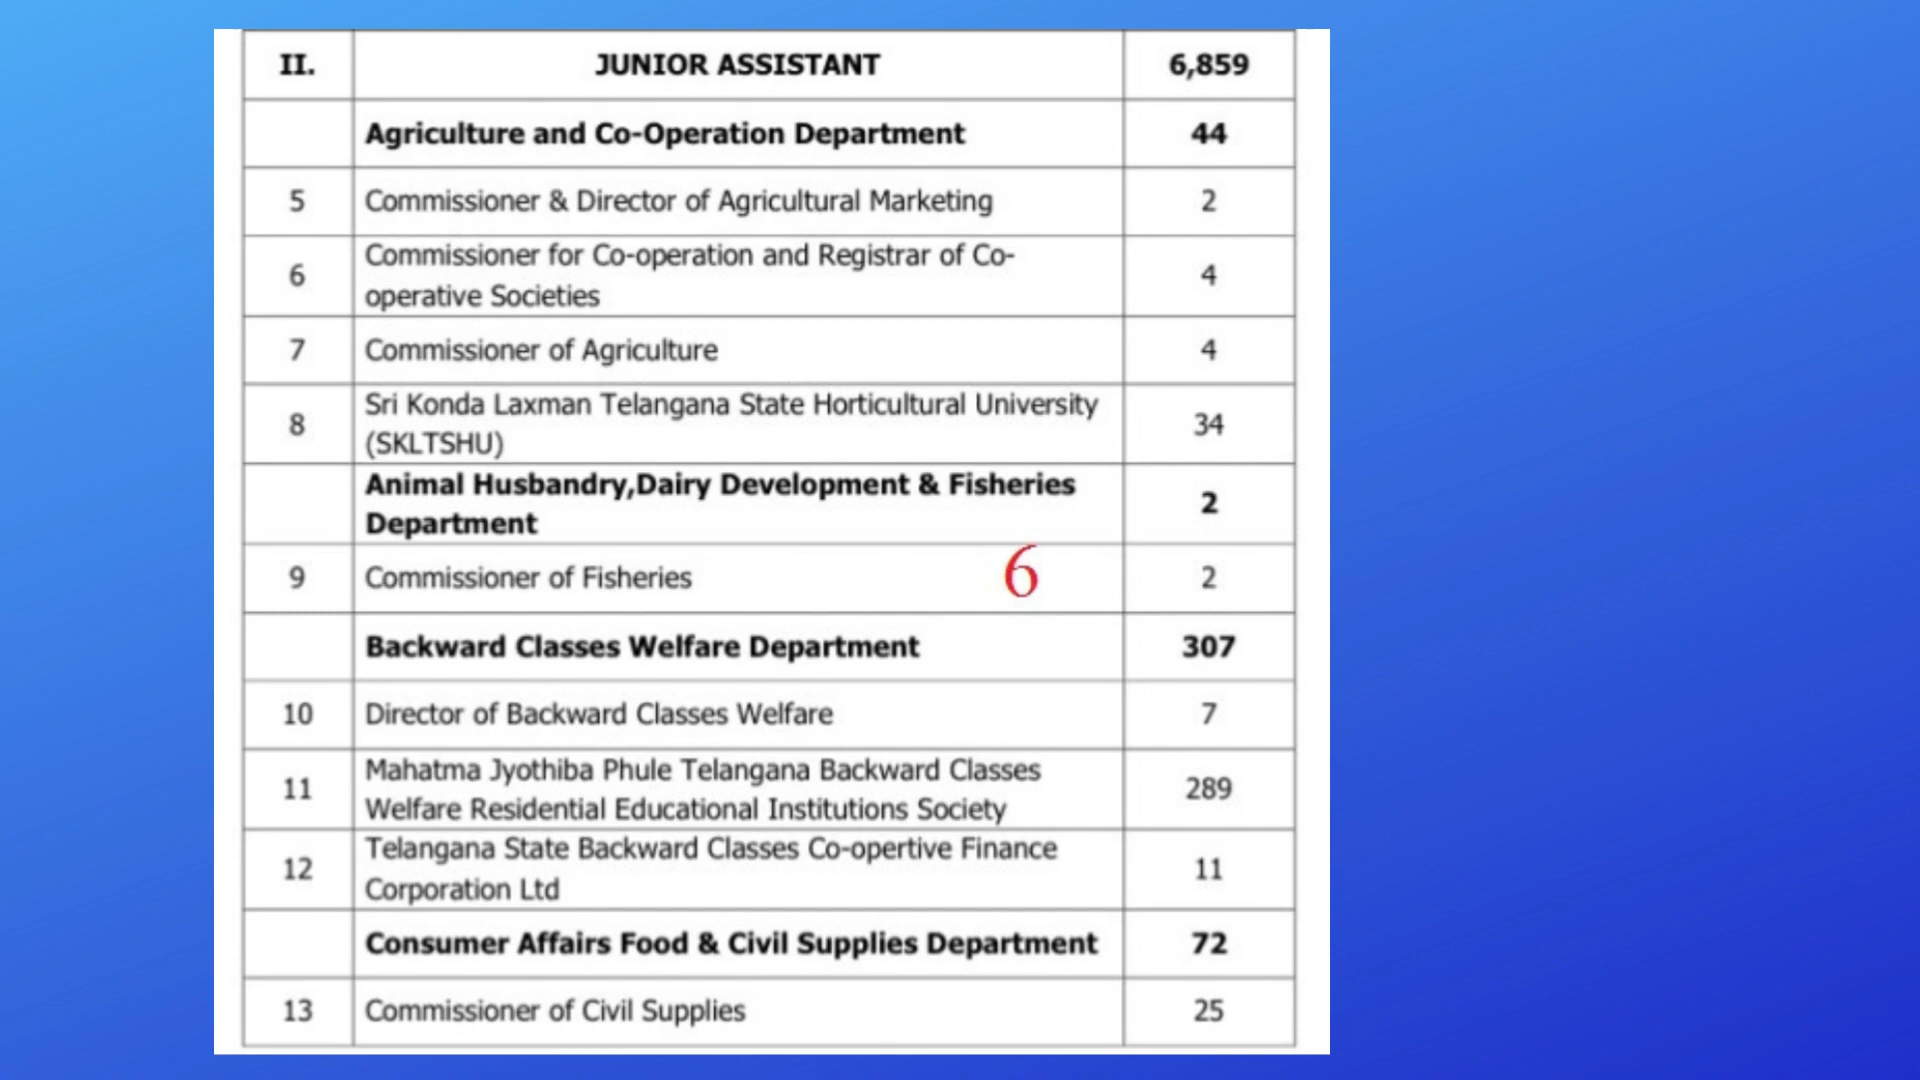 II. JUNIOR ASSISTANT 6,859
Agriculture and Co-Operation Department 44
5 Commissioner & Director of Agricultural Marketing 2
6 Commissioner for Co-operation and Registrar of Co-
operative Societies 4
7 Commissioner of Agriculture 4
8 Sri Konda Laxman Telangana State Horticultural University
(SKLTSHU) 34
Animal Husbandry,Dairy Development & Fisheries
Department 2
9 Commissioner of Fisheries 6 2
Backward Classes Welfare Department 307
10 Director of Backward Classes Welfare 7
11 Mahatma Jyothiba Phule Telangana Backward Classes
Welfare Residential Educational Institutions Society 289
12 Telangana State Backward Classes Co-opertive Finance
Corporation Ltd 11
Consumer Affairs Food & Civil Supplies Department 72
13 Commissioner of Civil Supplies 25